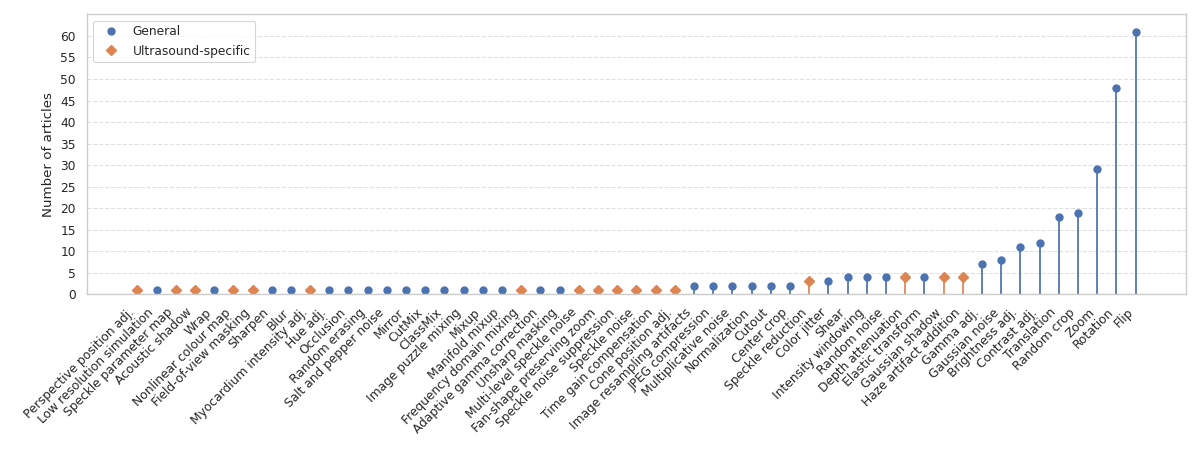 General
Ultrasound-specific
Number of articles
60
55
50
45
40
35
30
25
20
15
10
5
0
Perspective position adj.
Low resolution simulation
Speckle parameter map
Acoustic shadow
Wrap
Nonlinear colour map
Field-of-view masking
Sharpen
Blur
Myocardium intensity adj.
Hue adj.
Occlusion
Random erasing
Salt and pepper noise
Mirror
CutMix
ClassMix
Image puzzle mixing
Mixup
Manifold mixup
Frequency domain mixing
Adaptive gamma correction
Unsharp masking
Multi-level speckle noise
Fan-shape preserving zoom
Speckle noise suppression
Speckle noise
Time gain compensation
Cone position adj.
Image resampling artifacts
JPEG compression
Multiplicative noise
Normalization
Cutout
Center crop
Speckle reduction
Color jitter
Shear
Intensity windowing
Random noise
Depth attenuation
Elastic transform
Gaussian shadow
Haze artifact addition
Gamma adj.
Gaussian noise
Brightness adj.
Contrast adj.
Translation
Random crop
Zoom
Rotation
Flip